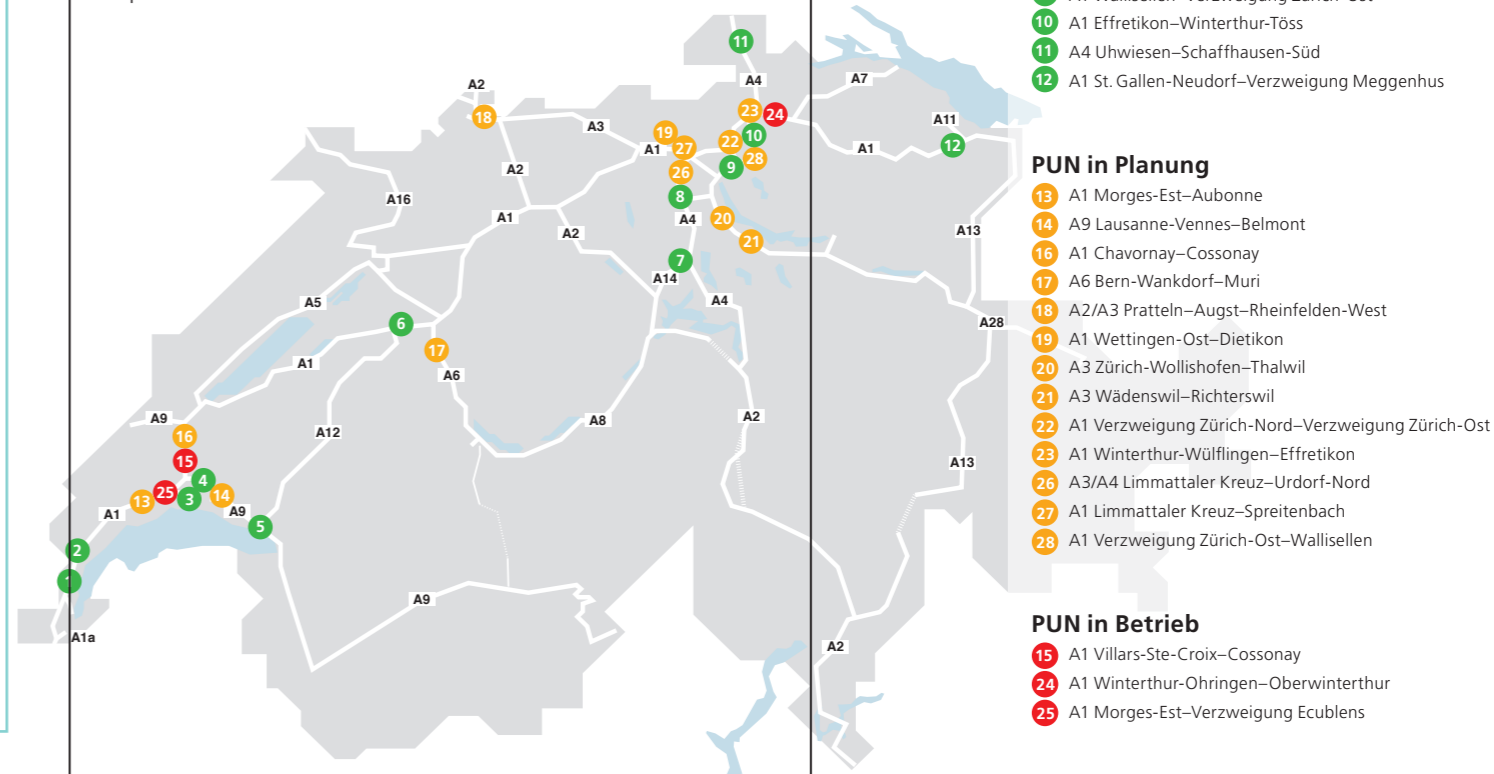 10 A1 Effretikon–Winterthur-Töss
11 A4 Uhwiesen–Schaffhausen-Süd
12 A1 St. Gallen-Neudorf–Verzweigung Meggenhus
PUN in Planung
13 A1 Morges-Est–Aubonne
14 A9 Lausanne-Vennes–Belmont
16 A1 Chavornay–Cossonay
17 A6 Bern-Wankdorf–Muri
18 A2/A3 Pratteln–Augst–Rheinfelden-West
19 A1 Wettingen-Ost–Dietikon
20 A3 Zürich-Wollishofen–Thalwil
21 A3 Wädenswil–Richterswil
22 A1 Verzweigung Zürich-Nord–Verzweigung Zürich-Ost
23 A1 Winterthur-Wülflingen–Effretikon
26 A3/A4 Limmattaler Kreuz–Urdorf-Nord
27 A1 Limmattaler Kreuz–Spreitenbach
28 A1 Verzweigung Zürich-Ost–Wallisellen
PUN in Betrieb
15 A1 Villars-Ste-Croix–Cossonay
24 A1 Winterthur-Ohringen–Oberwinterthur
25 A1 Morges-Est–Verzweigung Ecublens
11
A2
A4
A7
18
23
24
A3
19
A11
22
10
A1
27
A1
12
28
9
A2
26
A16
8
A1
A4
20
A2
A13
21
7
A14
A5
A4
6
A28
17
A1
A6
A9
A2
A8
A12
16
15
A13
4
25
14
13
3
A1
A9
5
2
1
A9
A1a
A2